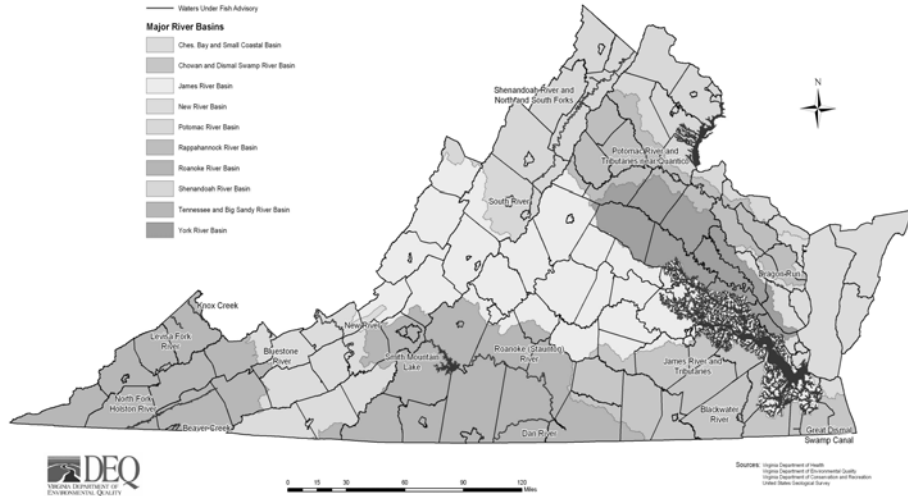 Waters Under Fish Advisory
Major River Basins
Ches. Bay and Small Coastal Basin
Chowan and Dismal Swamp River Basin
James River Basin
New River Basin
Potomac River Basin
Rappahannock River Basin
Roanoke River Basin
Shenandoah River Basin
Tennessee and Big Sandy River Basin
York River Basin
N
Shenandoah River and
North and South Forks
Potomac River and
Tributaries near Quantico
South River
Dragon Run
Knox Creek
Levisa Fork
River
New River
Bluestone
River
Smith Mountain
Lake
Roanoke (Staunton)
River
James River and
Tributaries
North Fork
Holston River
Beaver Creek
Blackwater
River
Dan River
Great Dismal
Swamp Canal
DEQ
VIRGINIA DEPARTMENT OF
ENVIRONMENTAL QUALITY
0 15 30 60 90 120
Miles
Sources: Virginia Department of Health
Virginia Department of Environmental Quality
Virginia Department of Conservation and Recreation
United States Geological Survey